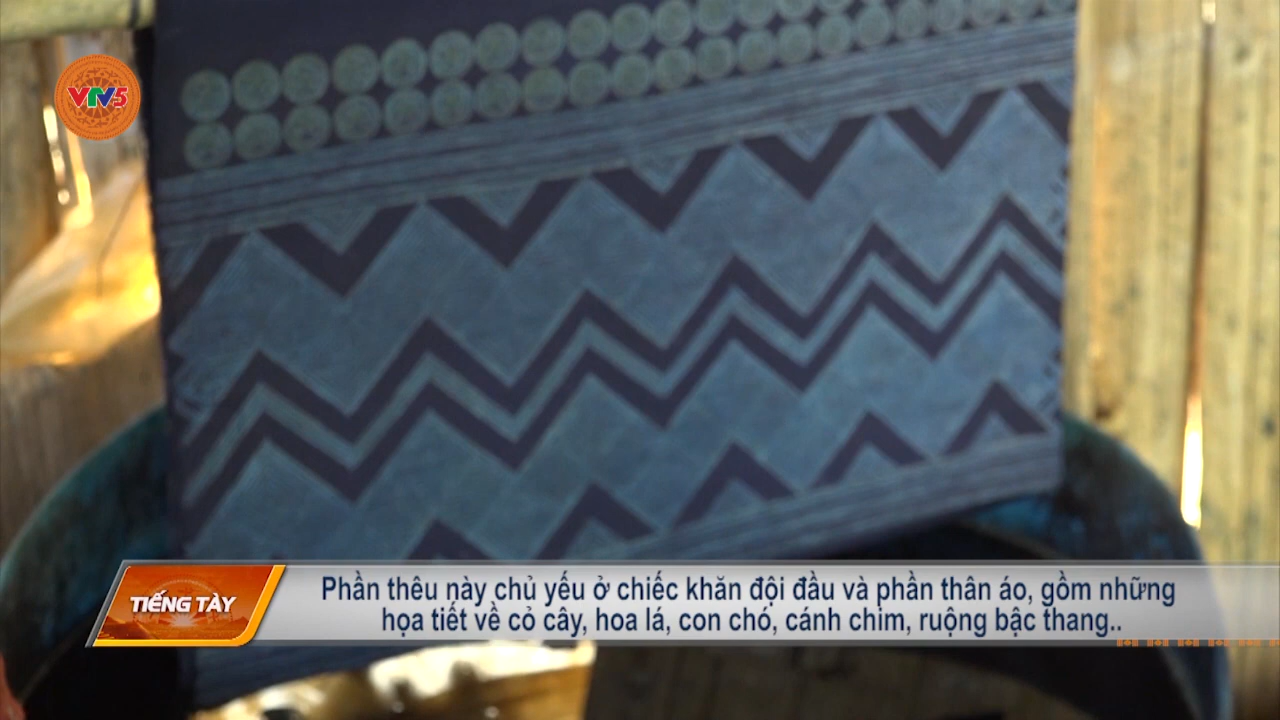 VTV5
TIẾNG TÀY
Phần thêu này chủ yếu ở chiếc khăn đội đầu và phần thân áo, gồm những
họa tiết về cỏ cây, hoa lá, con chó, cánh chim, ruộng bậc thang..